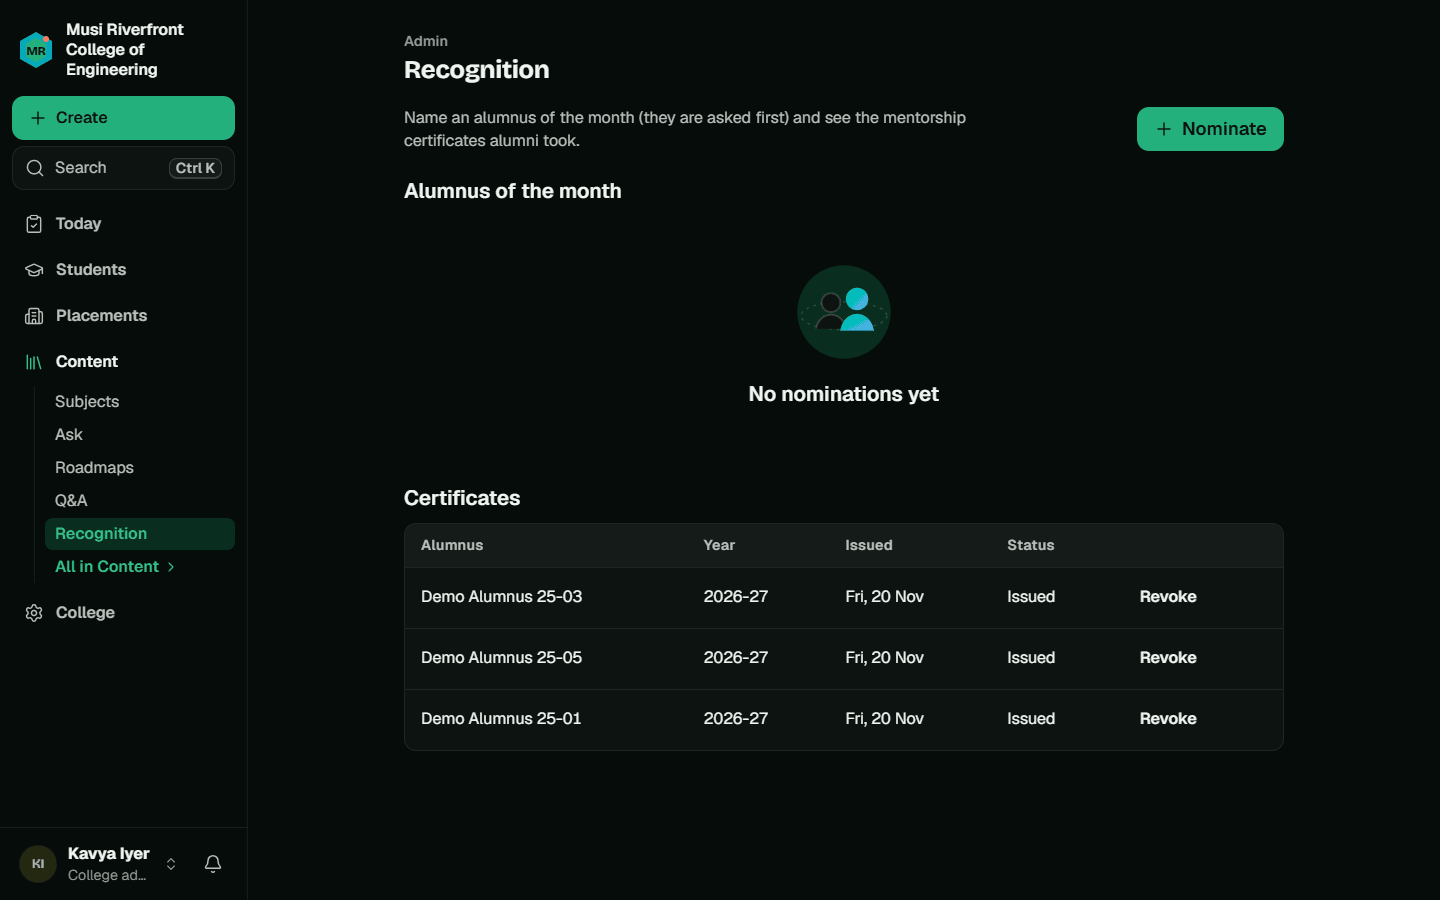 MR
Musi Riverfront
College of
Engineering
Create
Search
Ctrl K
Today
Students
Placements
Content
Subjects
Ask
Roadmaps
Q&A
Recognition
All in Content
College
KI
Kavya Iyer
College ad…
Admin
Recognition
Name an alumnus of the month (they are asked first) and see the mentorship
certificates alumni took.
Nominate
Alumnus of the month
No nominations yet
Certificates
Alumnus Year Issued Status
Demo Alumnus 25-03 2026-27 Fri, 20 Nov Issued Revoke
Demo Alumnus 25-05 2026-27 Fri, 20 Nov Issued Revoke
Demo Alumnus 25-01 2026-27 Fri, 20 Nov Issued Revoke